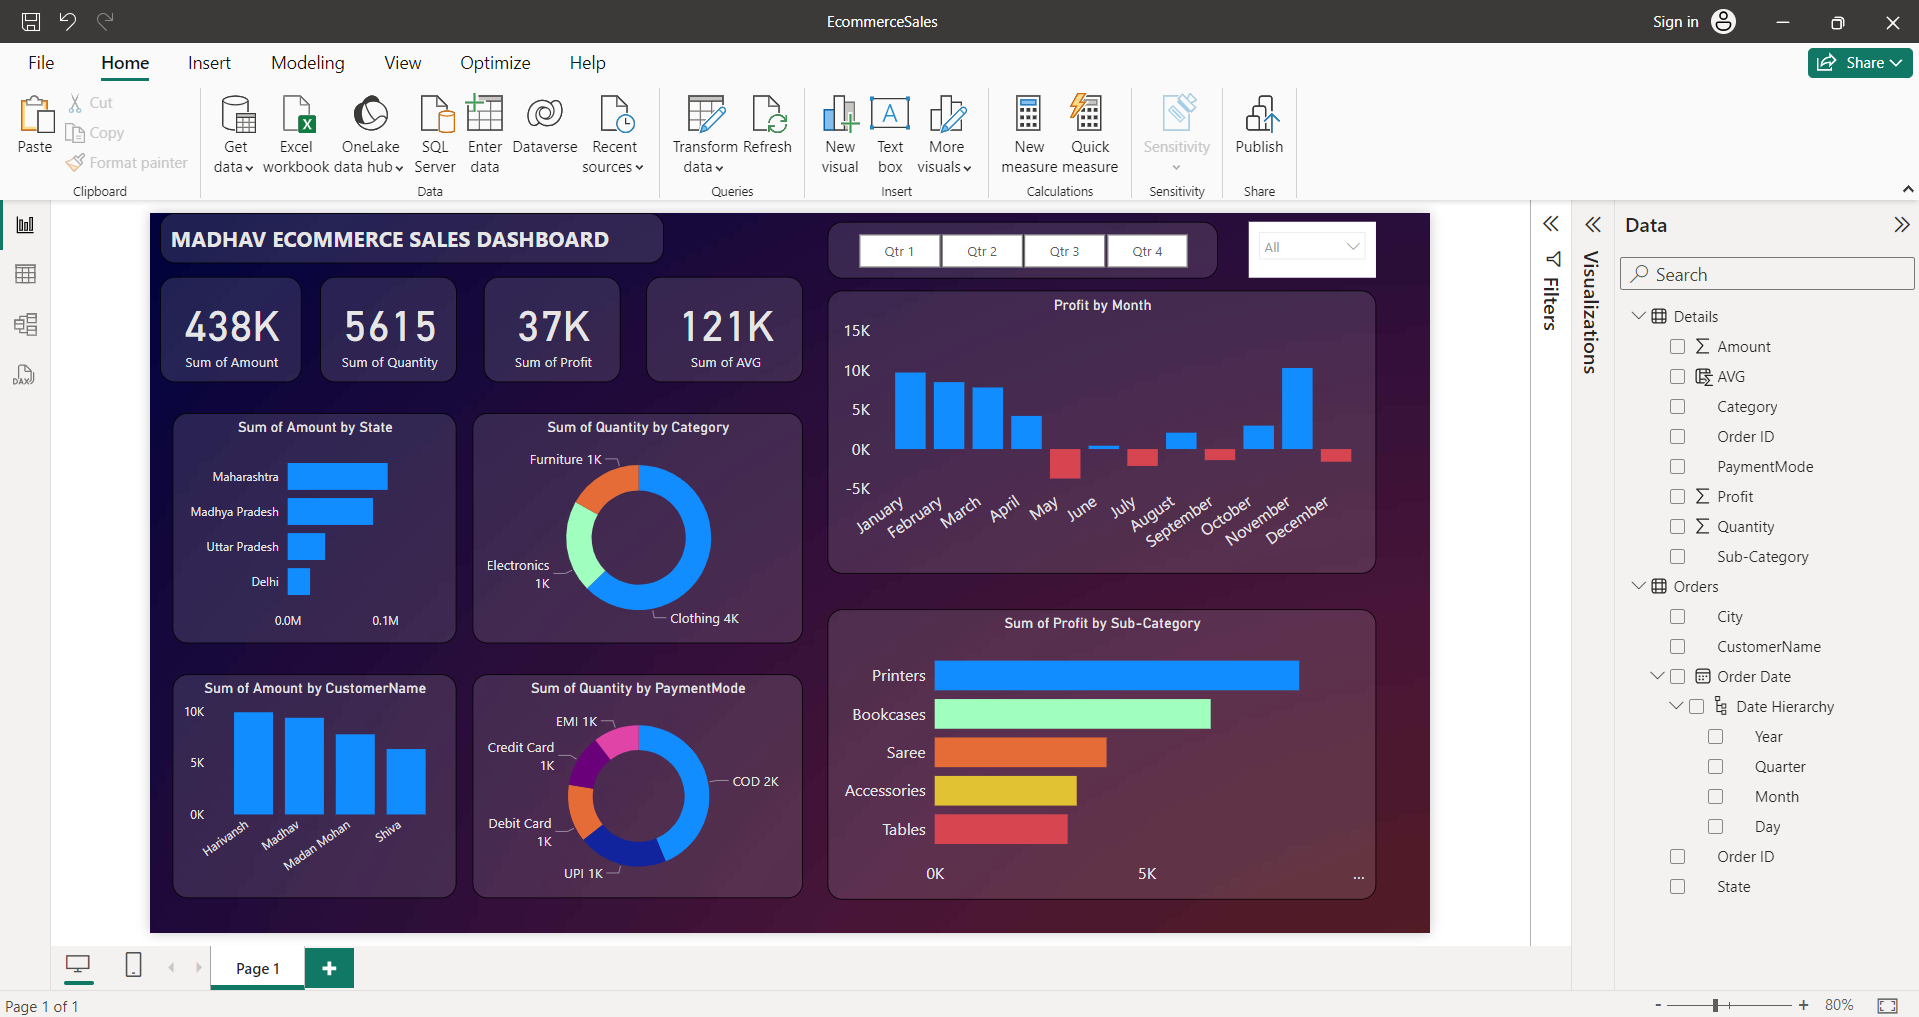 EcommerceSales
Sign in
File
Home
Insert
Modeling
View
Optimize
Help
Share
Paste
Cut
Copy
Format painter
Clipboard
Get
data
Excel
workbook
OneLake
data hub
SQL
Server
Enter
data
Dataverse
Recent
sources
Data
Transform
data
Refresh
Queries
New
visual
A
Text
box
More
visuals
Insert
New
measure
Quick
measure
Calculations
Sensitivity
Sensitivity
Publish
Share
DAX
MADHAV ECOMMERCE SALES DASHBOARD
Qtr 1
Qtr 2
Qtr 3
Qtr 4
All
438K
Sum of Amount
5615
Sum of Quantity
37K
Sum of Profit
121K
Sum of AVG
Profit by Month
15K
10K
5K
0K
-5K
January
February
March
April
May
June
July
August
September
October
November
December
Sum of Amount by State
Maharashtra
Madhya Pradesh
Uttar Pradesh
Delhi
0.0M
0.1M
Sum of Quantity by Category
Furniture 1K
Electronics
1K
Clothing 4K
Sum of Profit by Sub-Category
Printers
Bookcases
Saree
Accessories
Tables
0K
5K
...
Sum of Amount by CustomerName
10K
5K
0K
Harivansh
Madhav
Madan Mohan
Shiva
Sum of Quantity by PaymentMode
EMI 1K
Credit Card
1K
COD 2K
Debit Card
1K
UPI 1K
Filters
Visualizations
Data
Search
Details
Amount
AVG
Category
Order ID
PaymentMode
Profit
Quantity
Sub-Category
Orders
City
CustomerName
Order Date
Date Hierarchy
Year
Quarter
Month
Day
Order ID
State
Page 1
Page 1 of 1
- + 80%